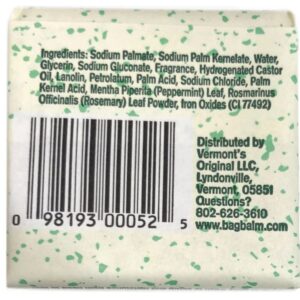 Ingredients: Sodium Palmate, Sodium Palm Kernelate, Water,
Glycerin, Sodium Gluconate, Fragrance, Hydrogenated Castor
Oil, Lanolin, Petrolatum, Palm Acid, Sodium Chloride, Palm
Kernel Acid, Mentha Piperita (Peppermint) Leaf, Rosmarinus
Officinalis (Rosemary) Leaf Powder, Iron Oxides (CI 77492)
Distributed by
Vermont's
Original LLC,
Lyndonville,
Vermont, 05851
Questions?
802-626-3610
www.bagbalm.com
0 98193 00052 5